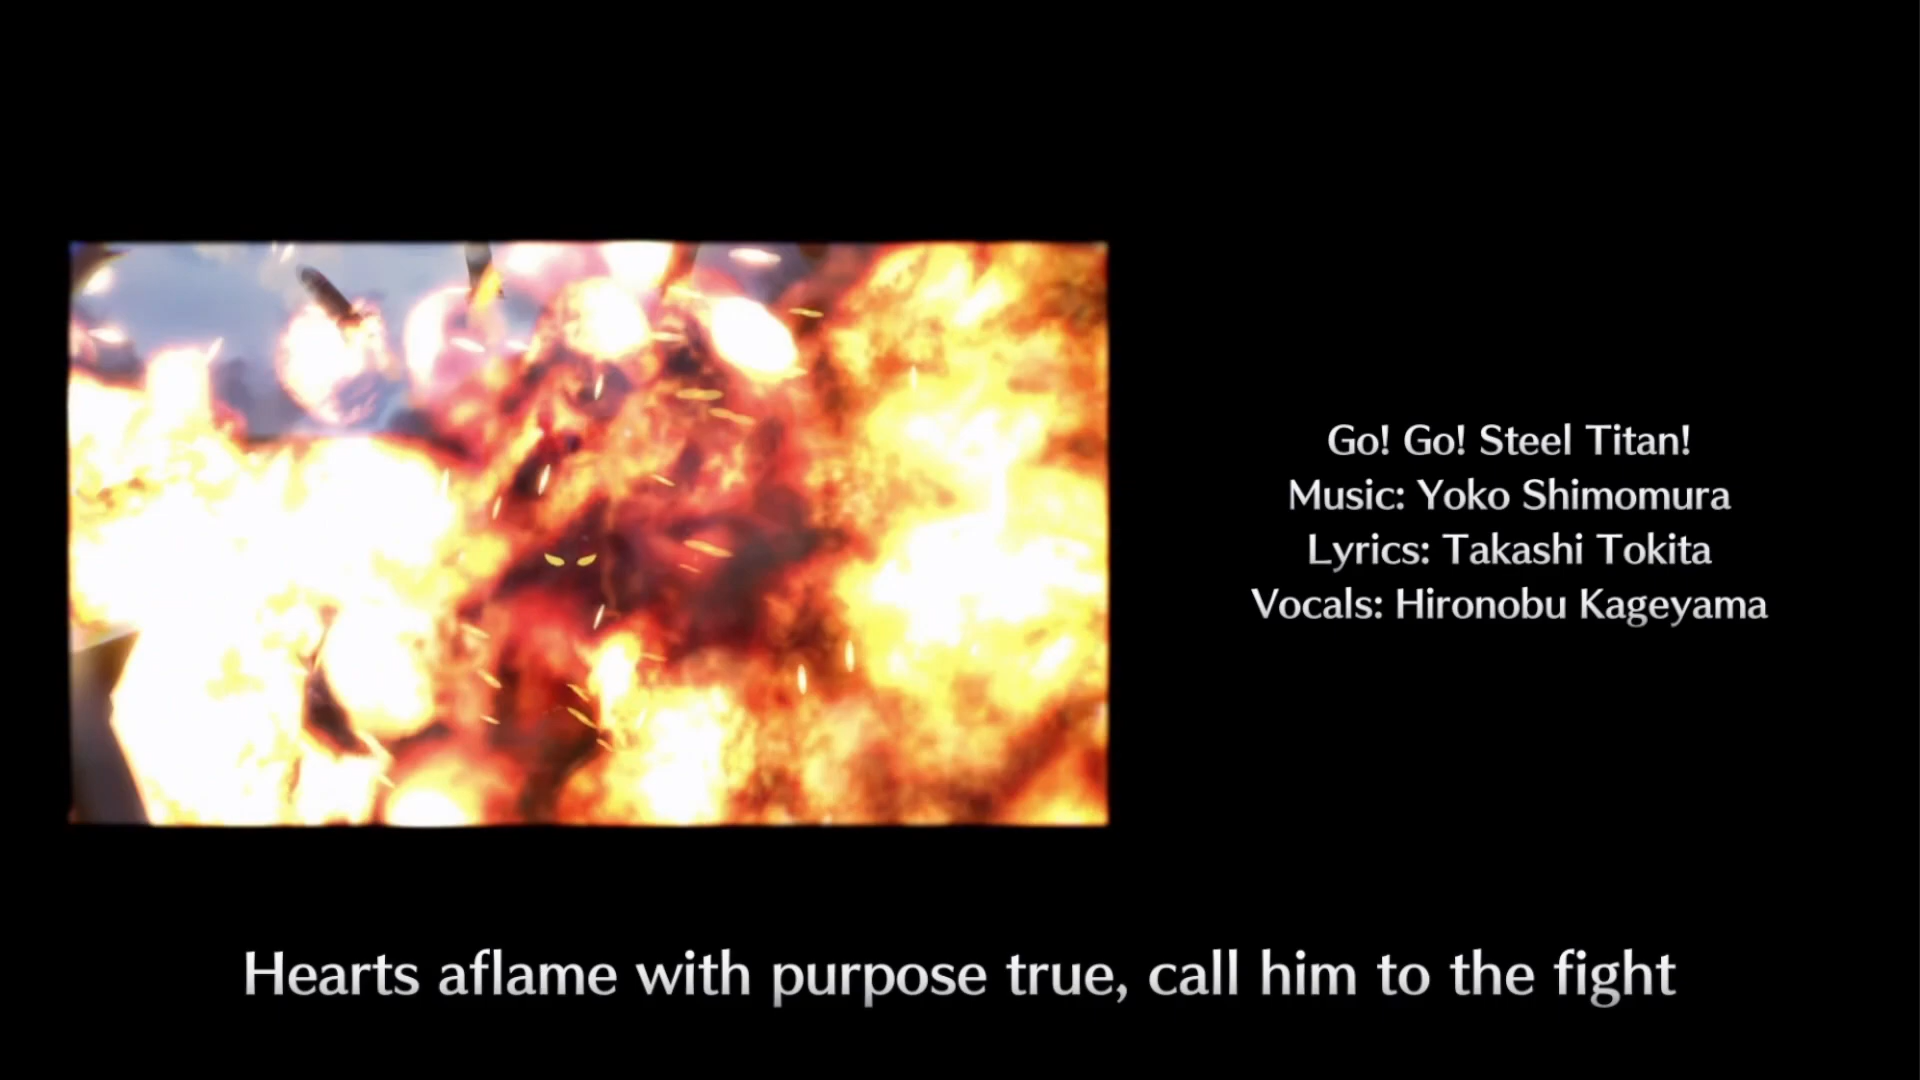 Go! Go! Steel Titan!
Music: Yoko Shimomura
Lyrics: Takashi Tokita
Vocals: Hironobu Kageyama
Hearts aflame with purpose true, call him to the fight